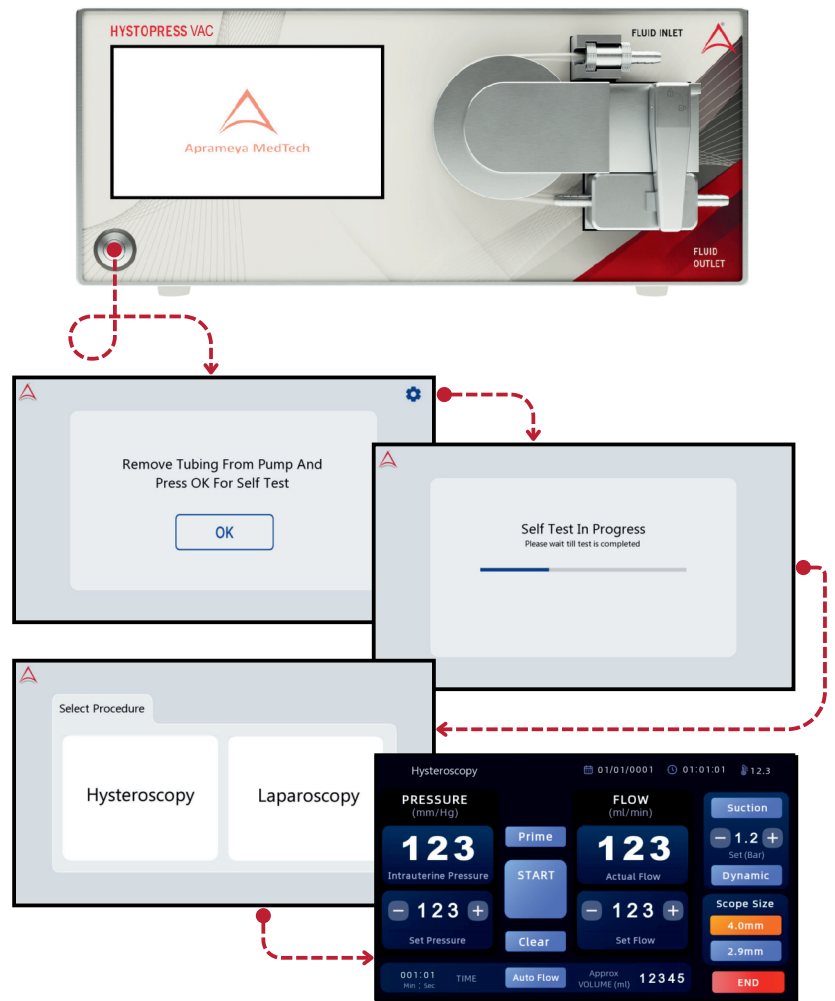 HYSTOPRESS VAC
FLUID INLET
Aprameya MedTech
FLUID
OUTLET
Remove Tubing From Pump And
Press OK For Self Test
OK
Self Test In Progress
Please wait till test is completed
Select Procedure
Hysteroscopy
Laparoscopy
Hysteroscopy
01/01/0001
01:01:01
12.3
PRESSURE
(mm/Hg)
123
Intrauterine Pressure
− 123 +
Set Pressure
Prime
START
Clear
FLOW
(ml/min)
123
Actual Flow
− 123 +
Set Flow
Suction
− 1.2 +
Set (Bar)
Dynamic
Scope Size
4.0mm
2.9mm
001:01
Min : Sec
TIME
Auto Flow
Approx
VOLUME (ml)
12345
END